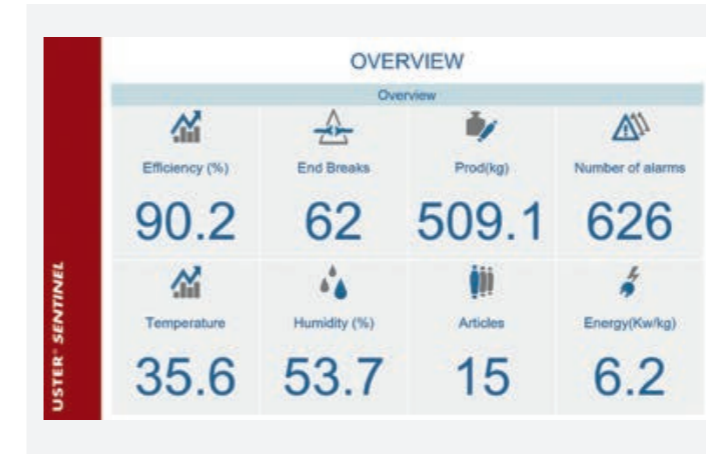 OVERVIEW
Overview
Efficiency (%) End Breaks Prod(kg) Number of alarms
90.2 62 509.1 626
Temperature Humidity (%) Articles Energy(Kw/kg)
35.6 53.7 15 6.2
USTER® SENTINEL